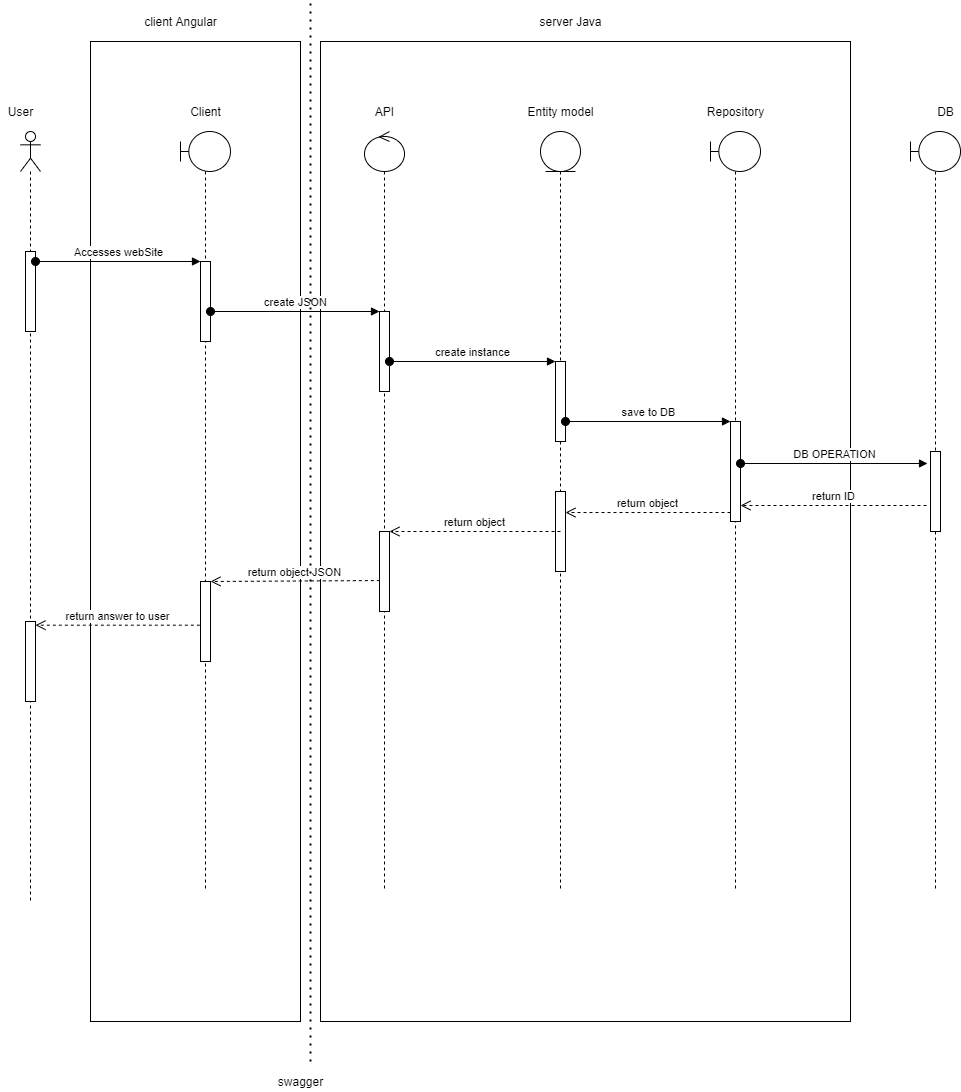 client Angular
server Java
User
Client
API
Entity model
Repository
DB
Accesses webSite
create JSON
create instance
save to DB
DB OPERATION
return ID
return object
return object
return object JSON
return answer to user
swagger